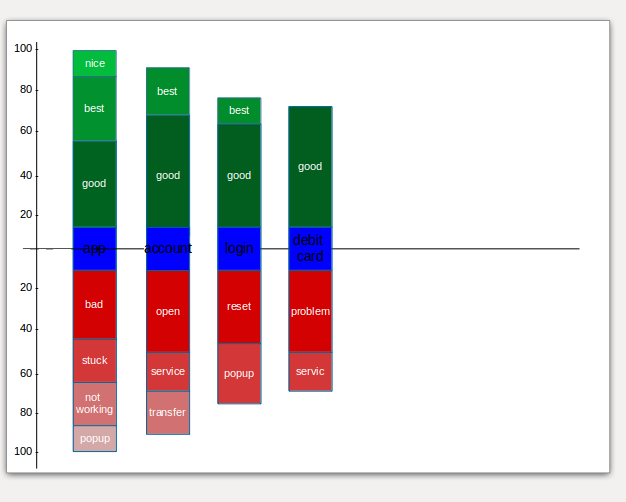 100
80
60
40
20
20
40
60
80
100
nice
best
good
app
bad
stuck
not
working
popup
best
good
account
open
service
transfer
best
good
login
reset
popup
good
debit
card
problem
servic